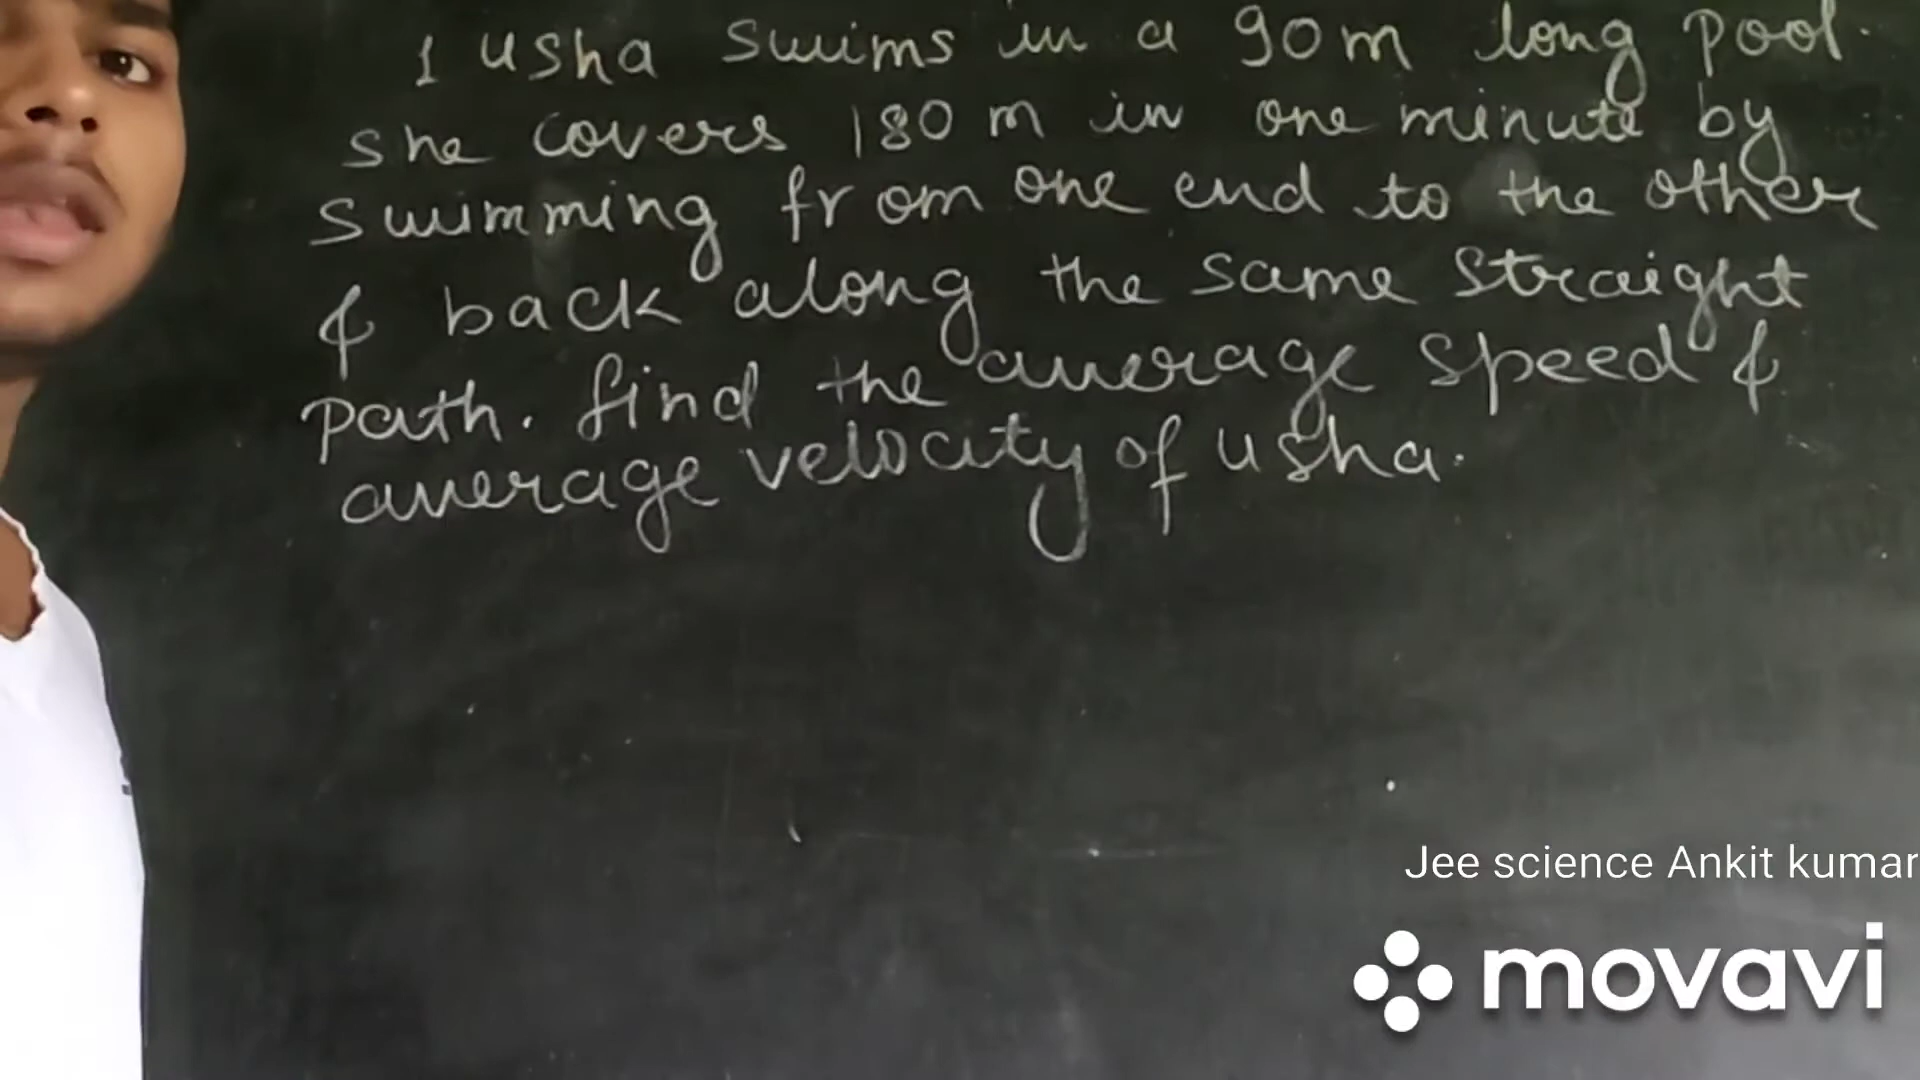 1 Usha swims in a 90 m long pool.
she covers 180 m in one minute by
swimming from one end to the other
& back along the same straight
path. find the average speed &
average velocity of usha.
Jee science Ankit kumar
movavi